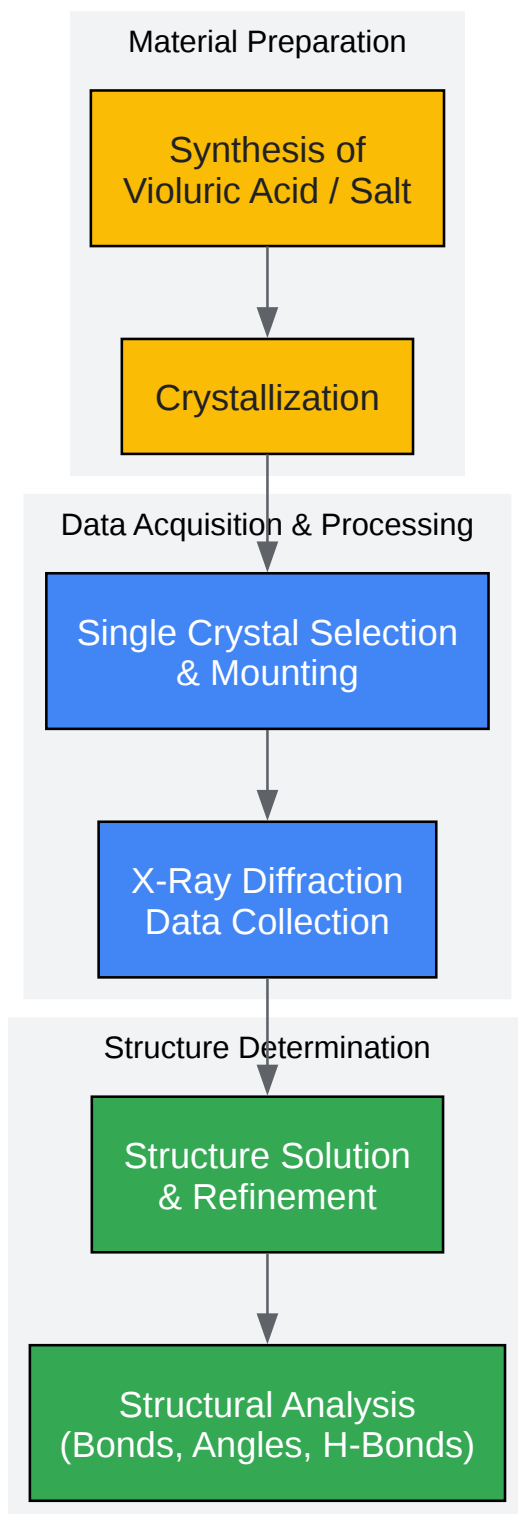 Material Preparation
Synthesis of
Violuric Acid / Salt
Crystallization
Data Acquisition & Processing
Single Crystal Selection
& Mounting
X-Ray Diffraction
Data Collection
Structure Determination
Structure Solution
& Refinement
Structural Analysis
(Bonds, Angles, H-Bonds)